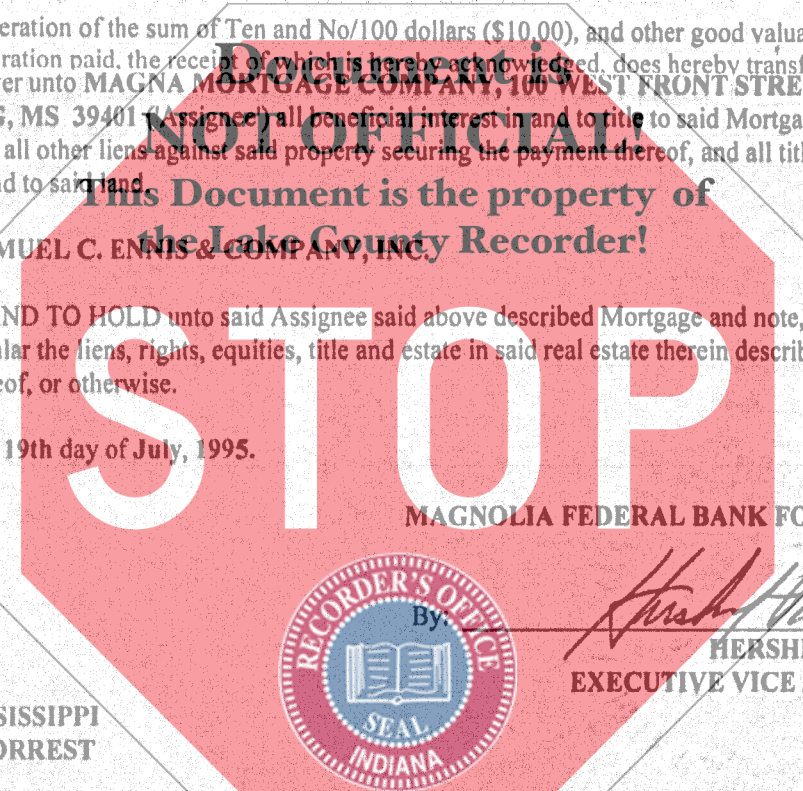 eration of the sum of Ten and No/100 dollars ($10.00), and other good valua
Document is
ration paid, the receipt of which is hereby acknowledged, does hereby transf
er unto MAGNA MORTGAGE COMPANY, 100 WEST FRONT STRE
NOT OFFICIAL!
, MS 39401 (Assignee) all beneficial interest in and to title to said Mortga
all other liens against said property securing the payment thereof, and all titl
nd to said land.
This Document is the property of
the Lake County Recorder!
MUEL C. ENNIS & COMPANY, INC.
STOP
AND TO HOLD unto said Assignee said above described Mortgage and note,
lar the liens, rights, equities, title and estate in said real estate therein describ
eof, or otherwise.
19th day of July, 1995.
MAGNOLIA FEDERAL BANK FO
By:
HERSH
EXECUTIVE VICE
RECORDER'S OFFICE
SEAL
INDIANA
SISSIPPI
ORREST